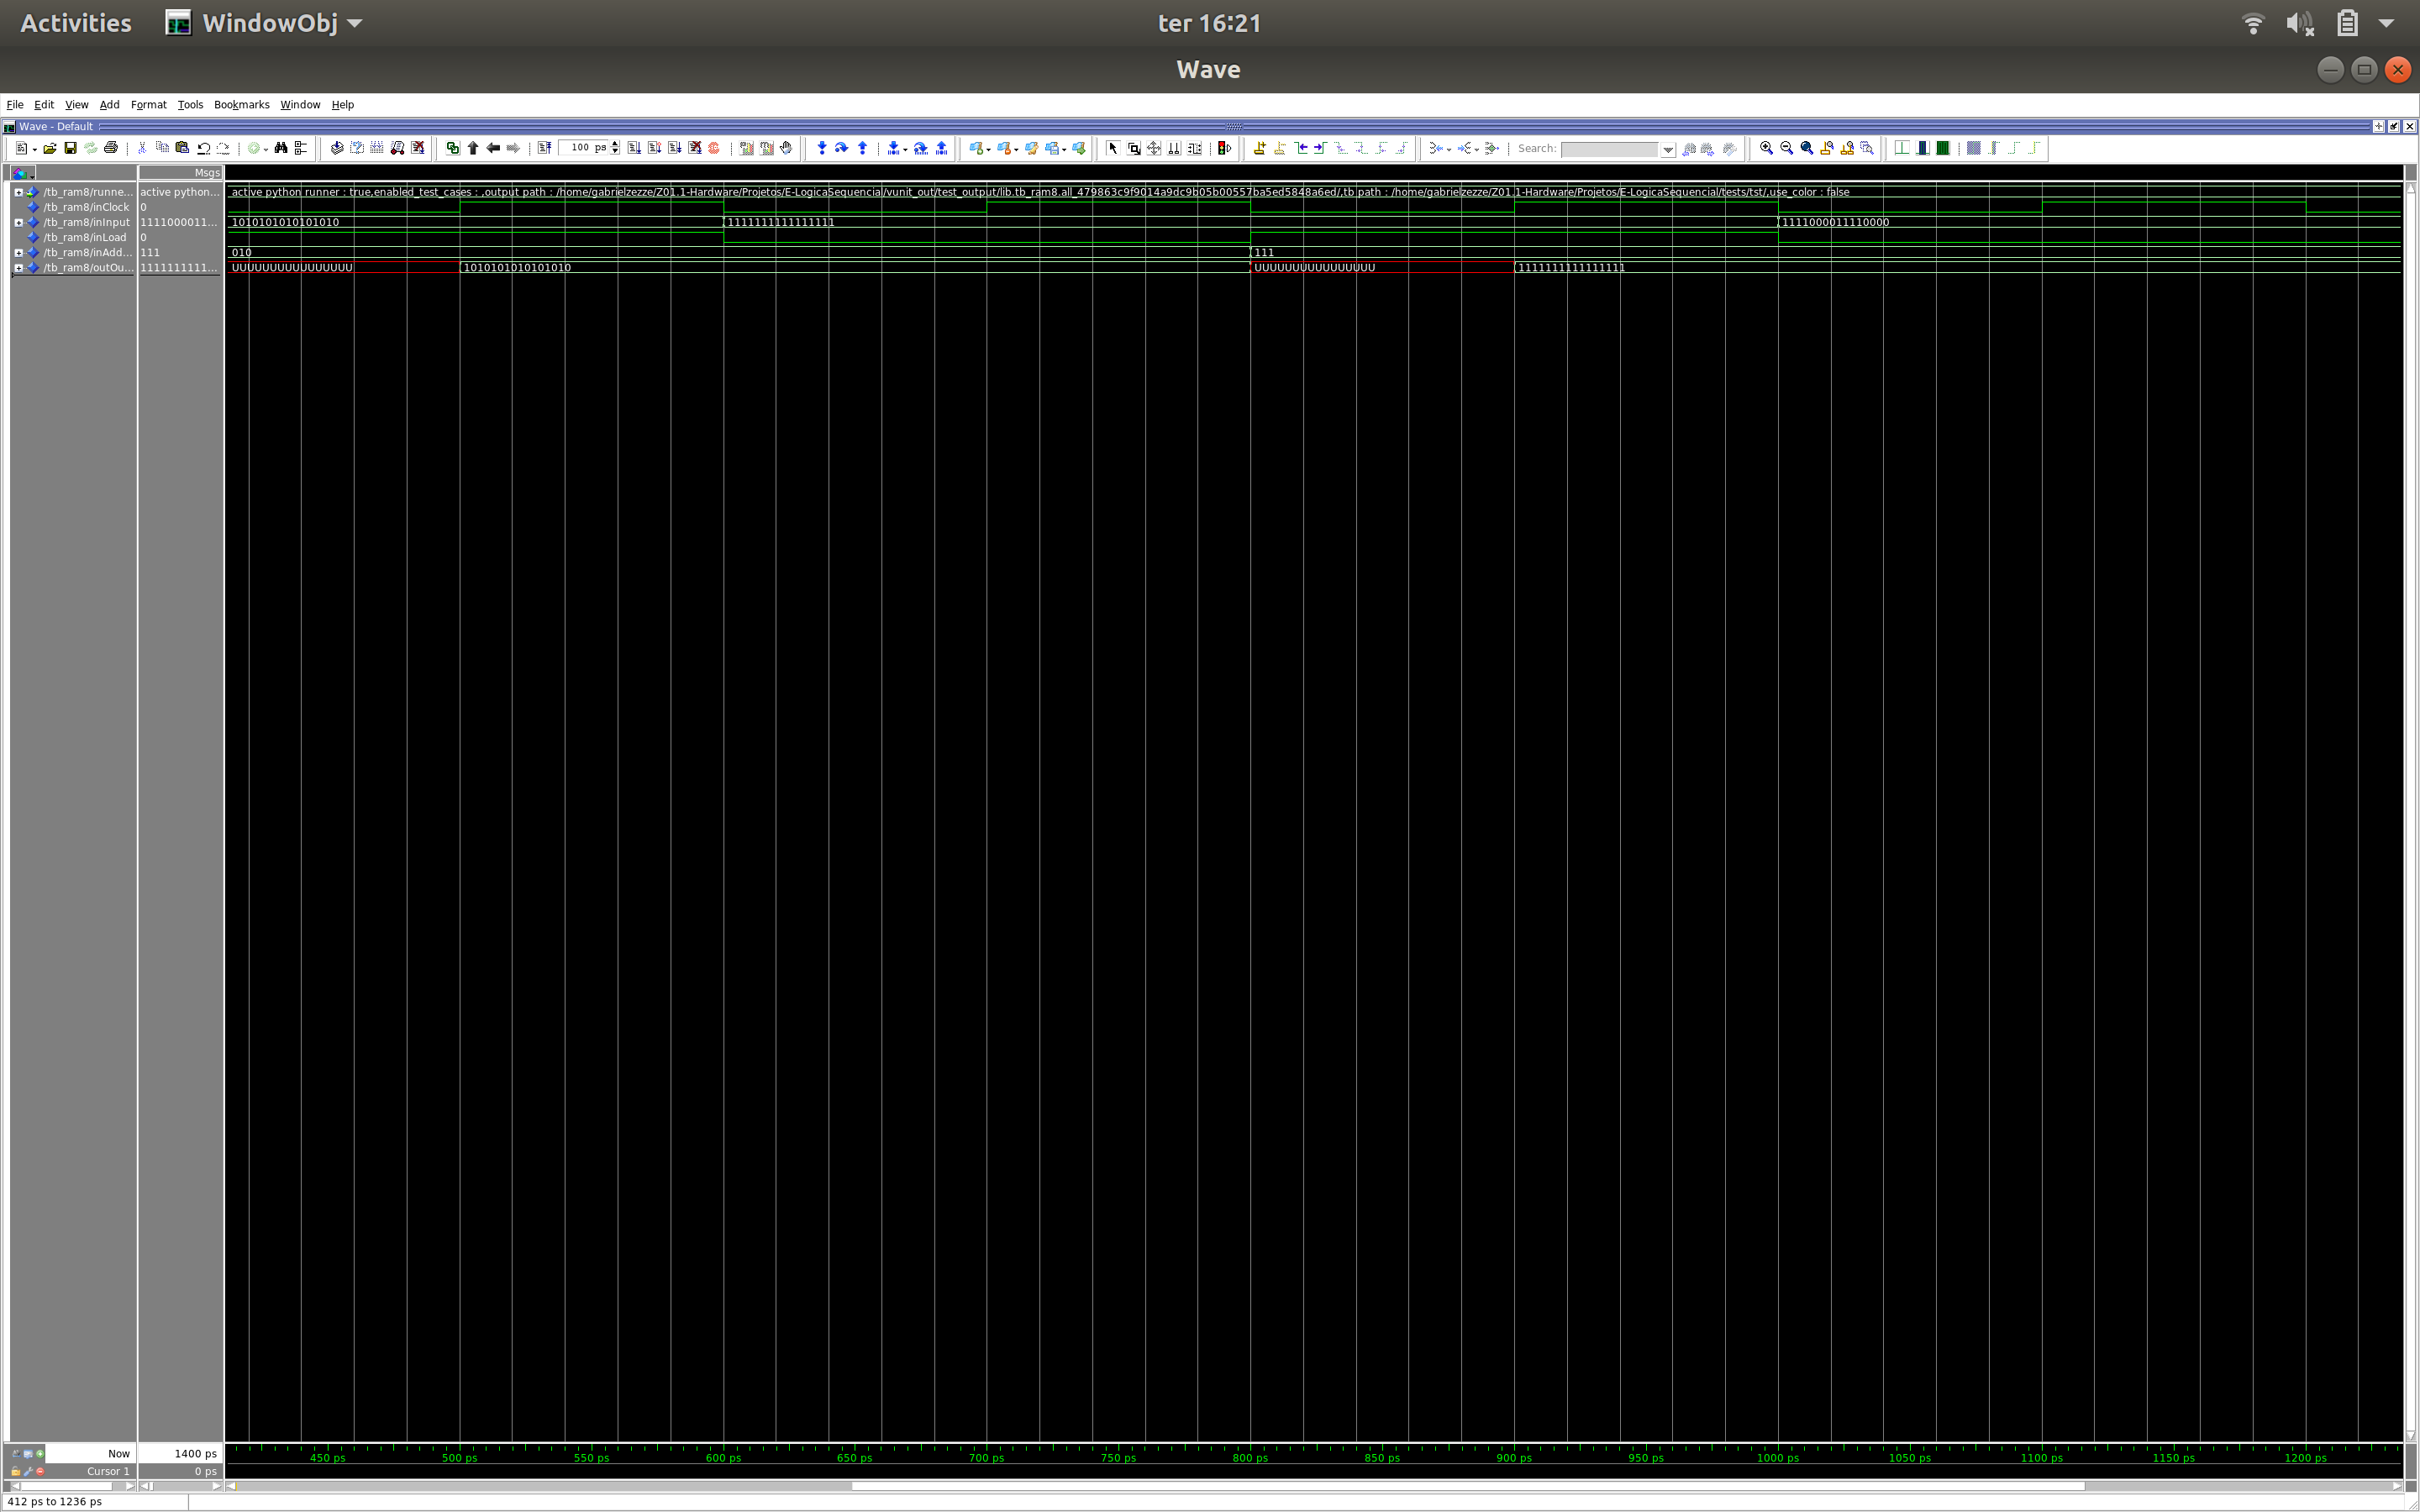 Activities WindowObj ter 16:21
Wave
File Edit View Add Format Tools Bookmarks Window Help
Wave - Default
100 ps Search:
Msgs
/tb_ram8/runne... active python... active python runner : true,enabled_test_cases : ,output path : /home/gabrielzezze/Z01.1-Hardware/Projetos/E-LogicaSequencial/vunit_out/test_output/lib.tb_ram8.all_479863c9f9014a9dc9b05b00557ba5ed5848a6ed/,tb path : /home/gabrielzezze/Z01.1-Hardware/Projetos/E-LogicaSequencial/tests/tst/,use_color : false
/tb_ram8/inClock 0
/tb_ram8/inInput 1111000011... 1010101010101010 1111111111111111 1111000011110000
/tb_ram8/inLoad 0
/tb_ram8/inAdd... 111 010 111
/tb_ram8/outOu... 1111111111... UUUUUUUUUUUUUUUU 1010101010101010 UUUUUUUUUUUUUUUU 1111111111111111
Now 1400 ps
450 ps 500 ps 550 ps 600 ps 650 ps 700 ps 750 ps 800 ps 850 ps 900 ps 950 ps 1000 ps 1050 ps 1100 ps 1150 ps 1200 ps
Cursor 1 0 ps
412 ps to 1236 ps